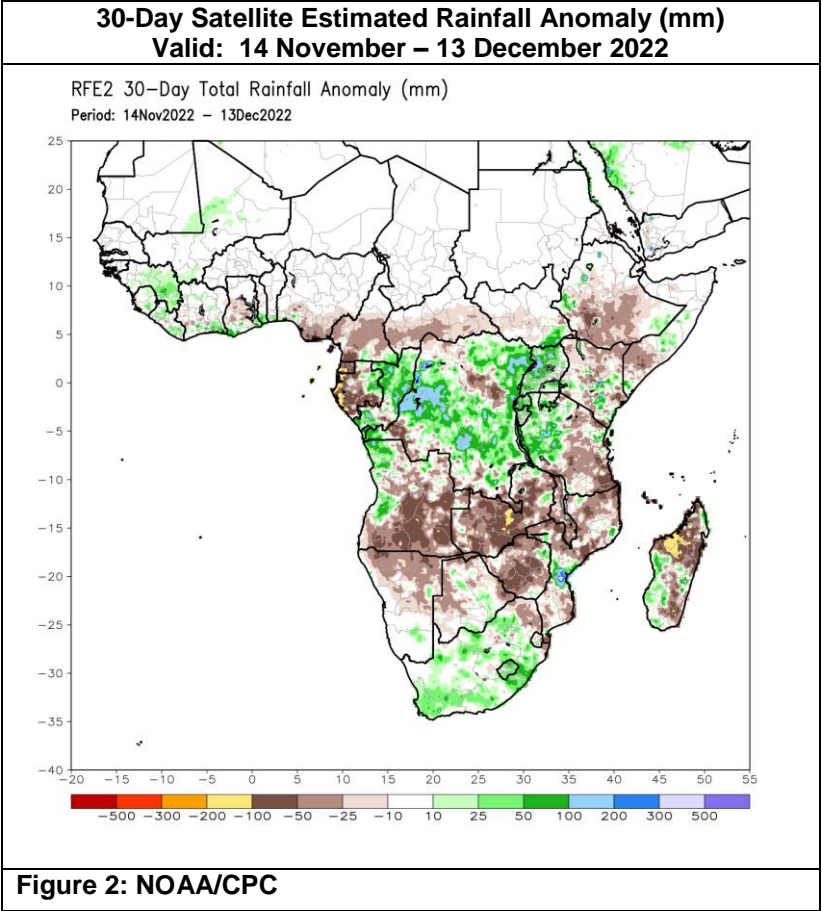 30-Day Satellite Estimated Rainfall Anomaly (mm)
Valid: 14 November – 13 December 2022
RFE2 30-Day Total Rainfall Anomaly (mm)
Period: 14Nov2022 – 13Dec2022
25
20
15
10
5
0
-5
-10
-15
-20
-25
-30
-35
-40
-20 -15 -10 -5 0 5 10 15 20 25 30 35 40 45 50 55
-500 -300 -200 -100 -50 -25 -10 10 25 50 100 200 300 500
Figure 2: NOAA/CPC